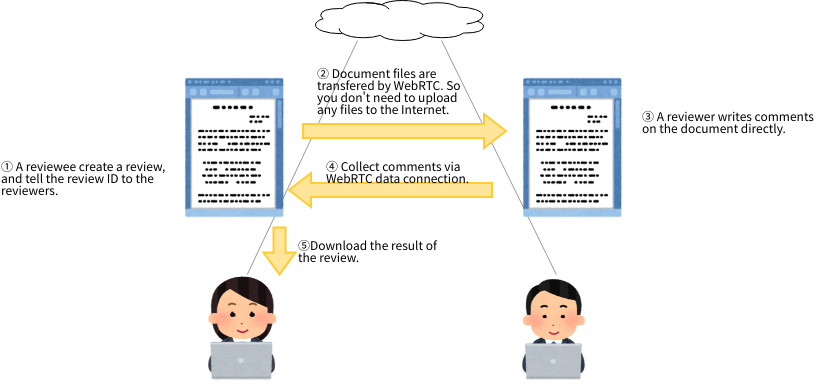 ② Document files are
transfered by WebRTC. So
you don't need to upload
any files to the Internet.
③ A reviewer writes comments
on the document directly.
① A reviewee create a review,
and tell the review ID to the
reviewers.
④ Collect comments via
WebRTC data connection.
⑤Download the result of
the review.